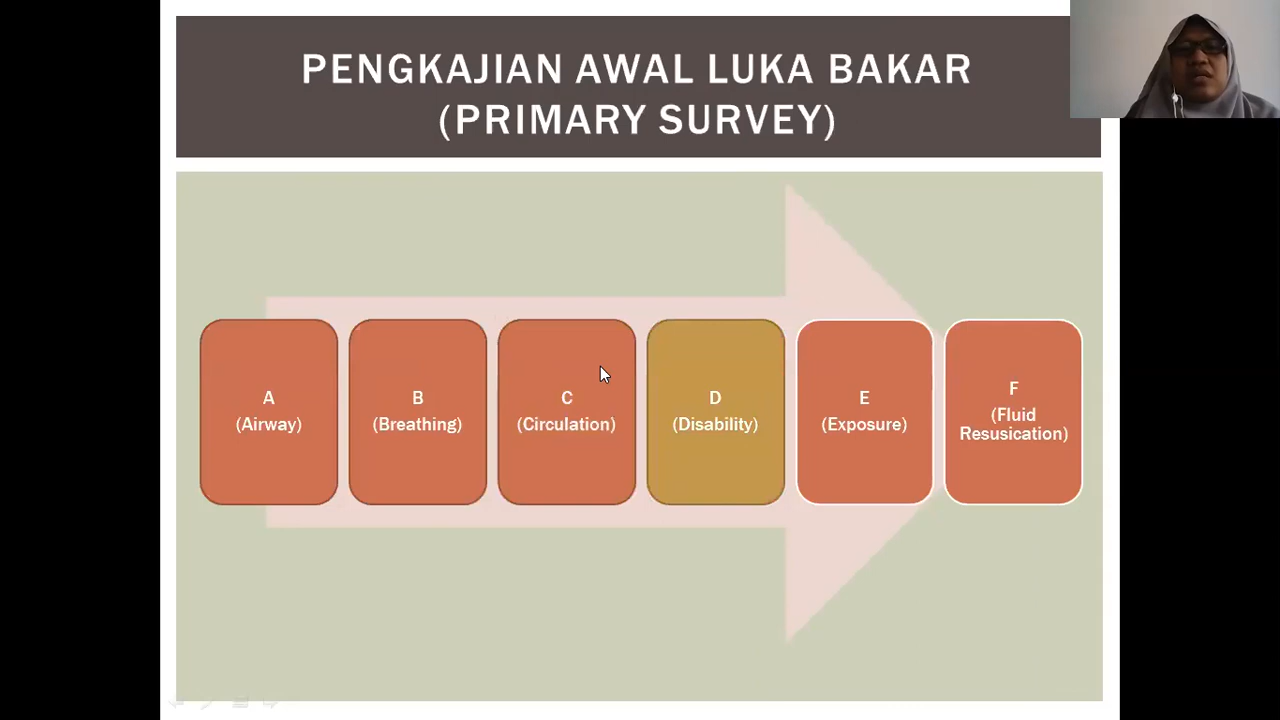 PENGKAJIAN AWAL LUKA BAKAR
(PRIMARY SURVEY)
A
(Airway)
B
(Breathing)
C
(Circulation)
D
(Disability)
E
(Exposure)
F
(Fluid
Resusication)